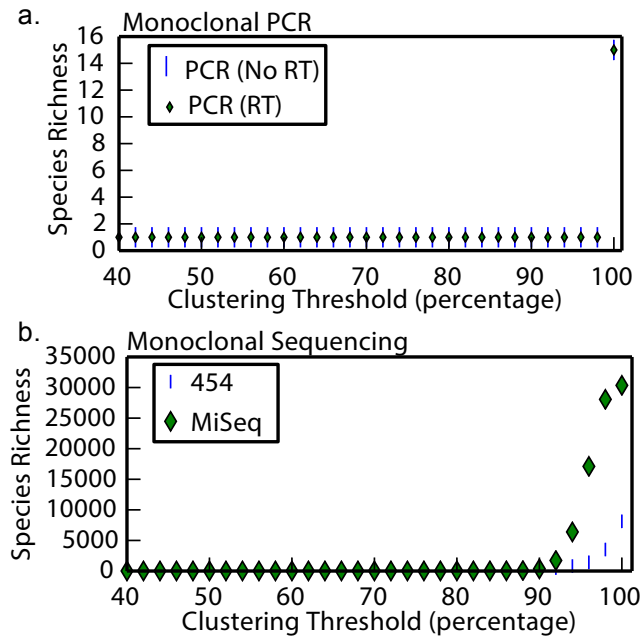 a.
Monoclonal PCR
Species Richness
16
14
12
10
8
6
4
2
0
PCR (No RT)
PCR (RT)
40 50 60 70 80 90 100
Clustering Threshold (percentage)
b.
Monoclonal Sequencing
Species Richness
35000
30000
25000
20000
15000
10000
5000
0
454
MiSeq
40 50 60 70 80 90 100
Clustering Threshold (percentage)